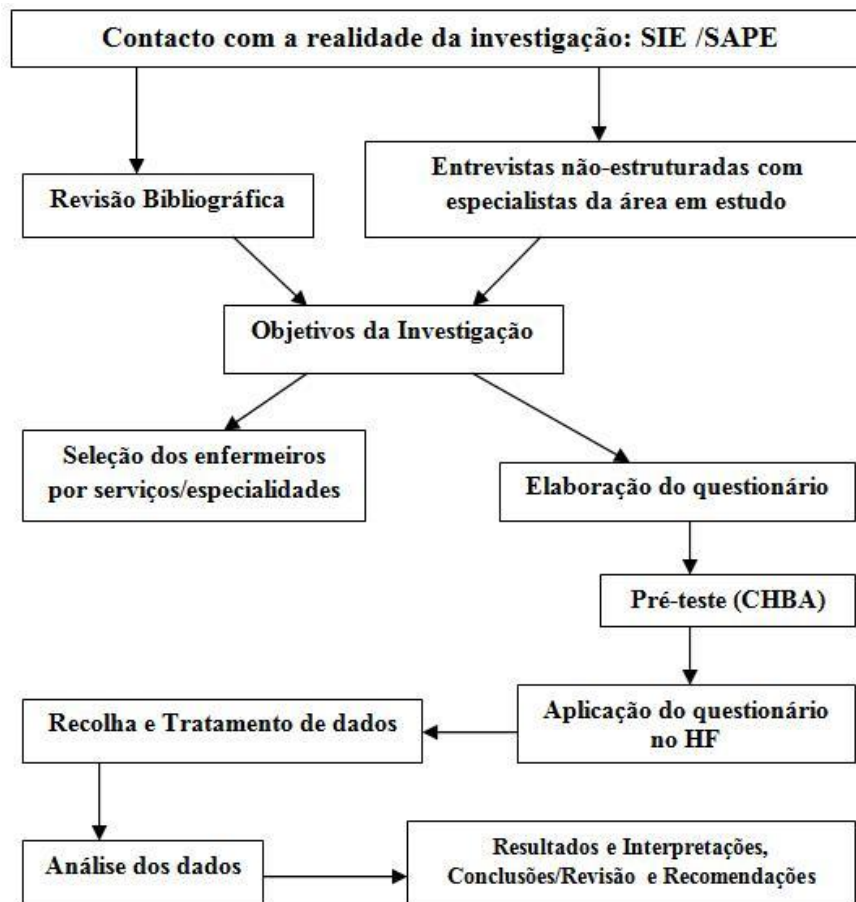 Contacto com a realidade da investigação: SIE /SAPE
Revisão Bibliográfica
Entrevistas não-estruturadas com
especialistas da área em estudo
Objetivos da Investigação
Seleção dos enfermeiros
por serviços/especialidades
Elaboração do questionário
Pré-teste (CHBA)
Aplicação do questionário
no HF
Recolha e Tratamento de dados
Análise dos dados
Resultados e Interpretações,
Conclusões/Revisão e Recomendações